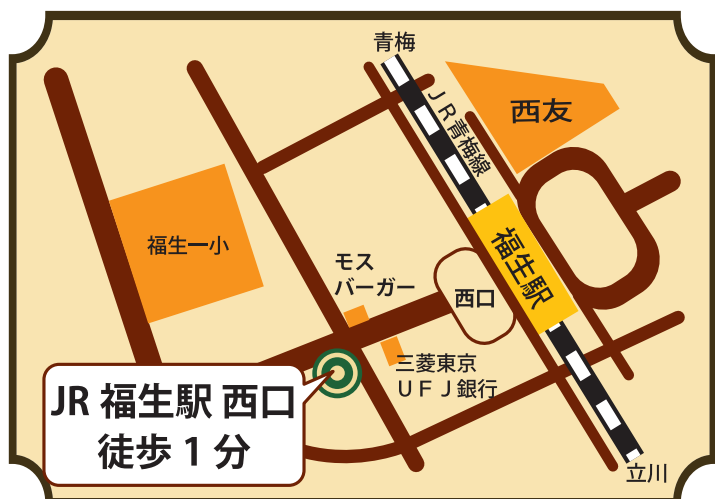 青梅
JR青梅線
西友
福生一小
福生駅
モス
バーガー
西口
三菱東京
UFJ銀行
JR 福生駅 西口
徒歩 1 分
立川